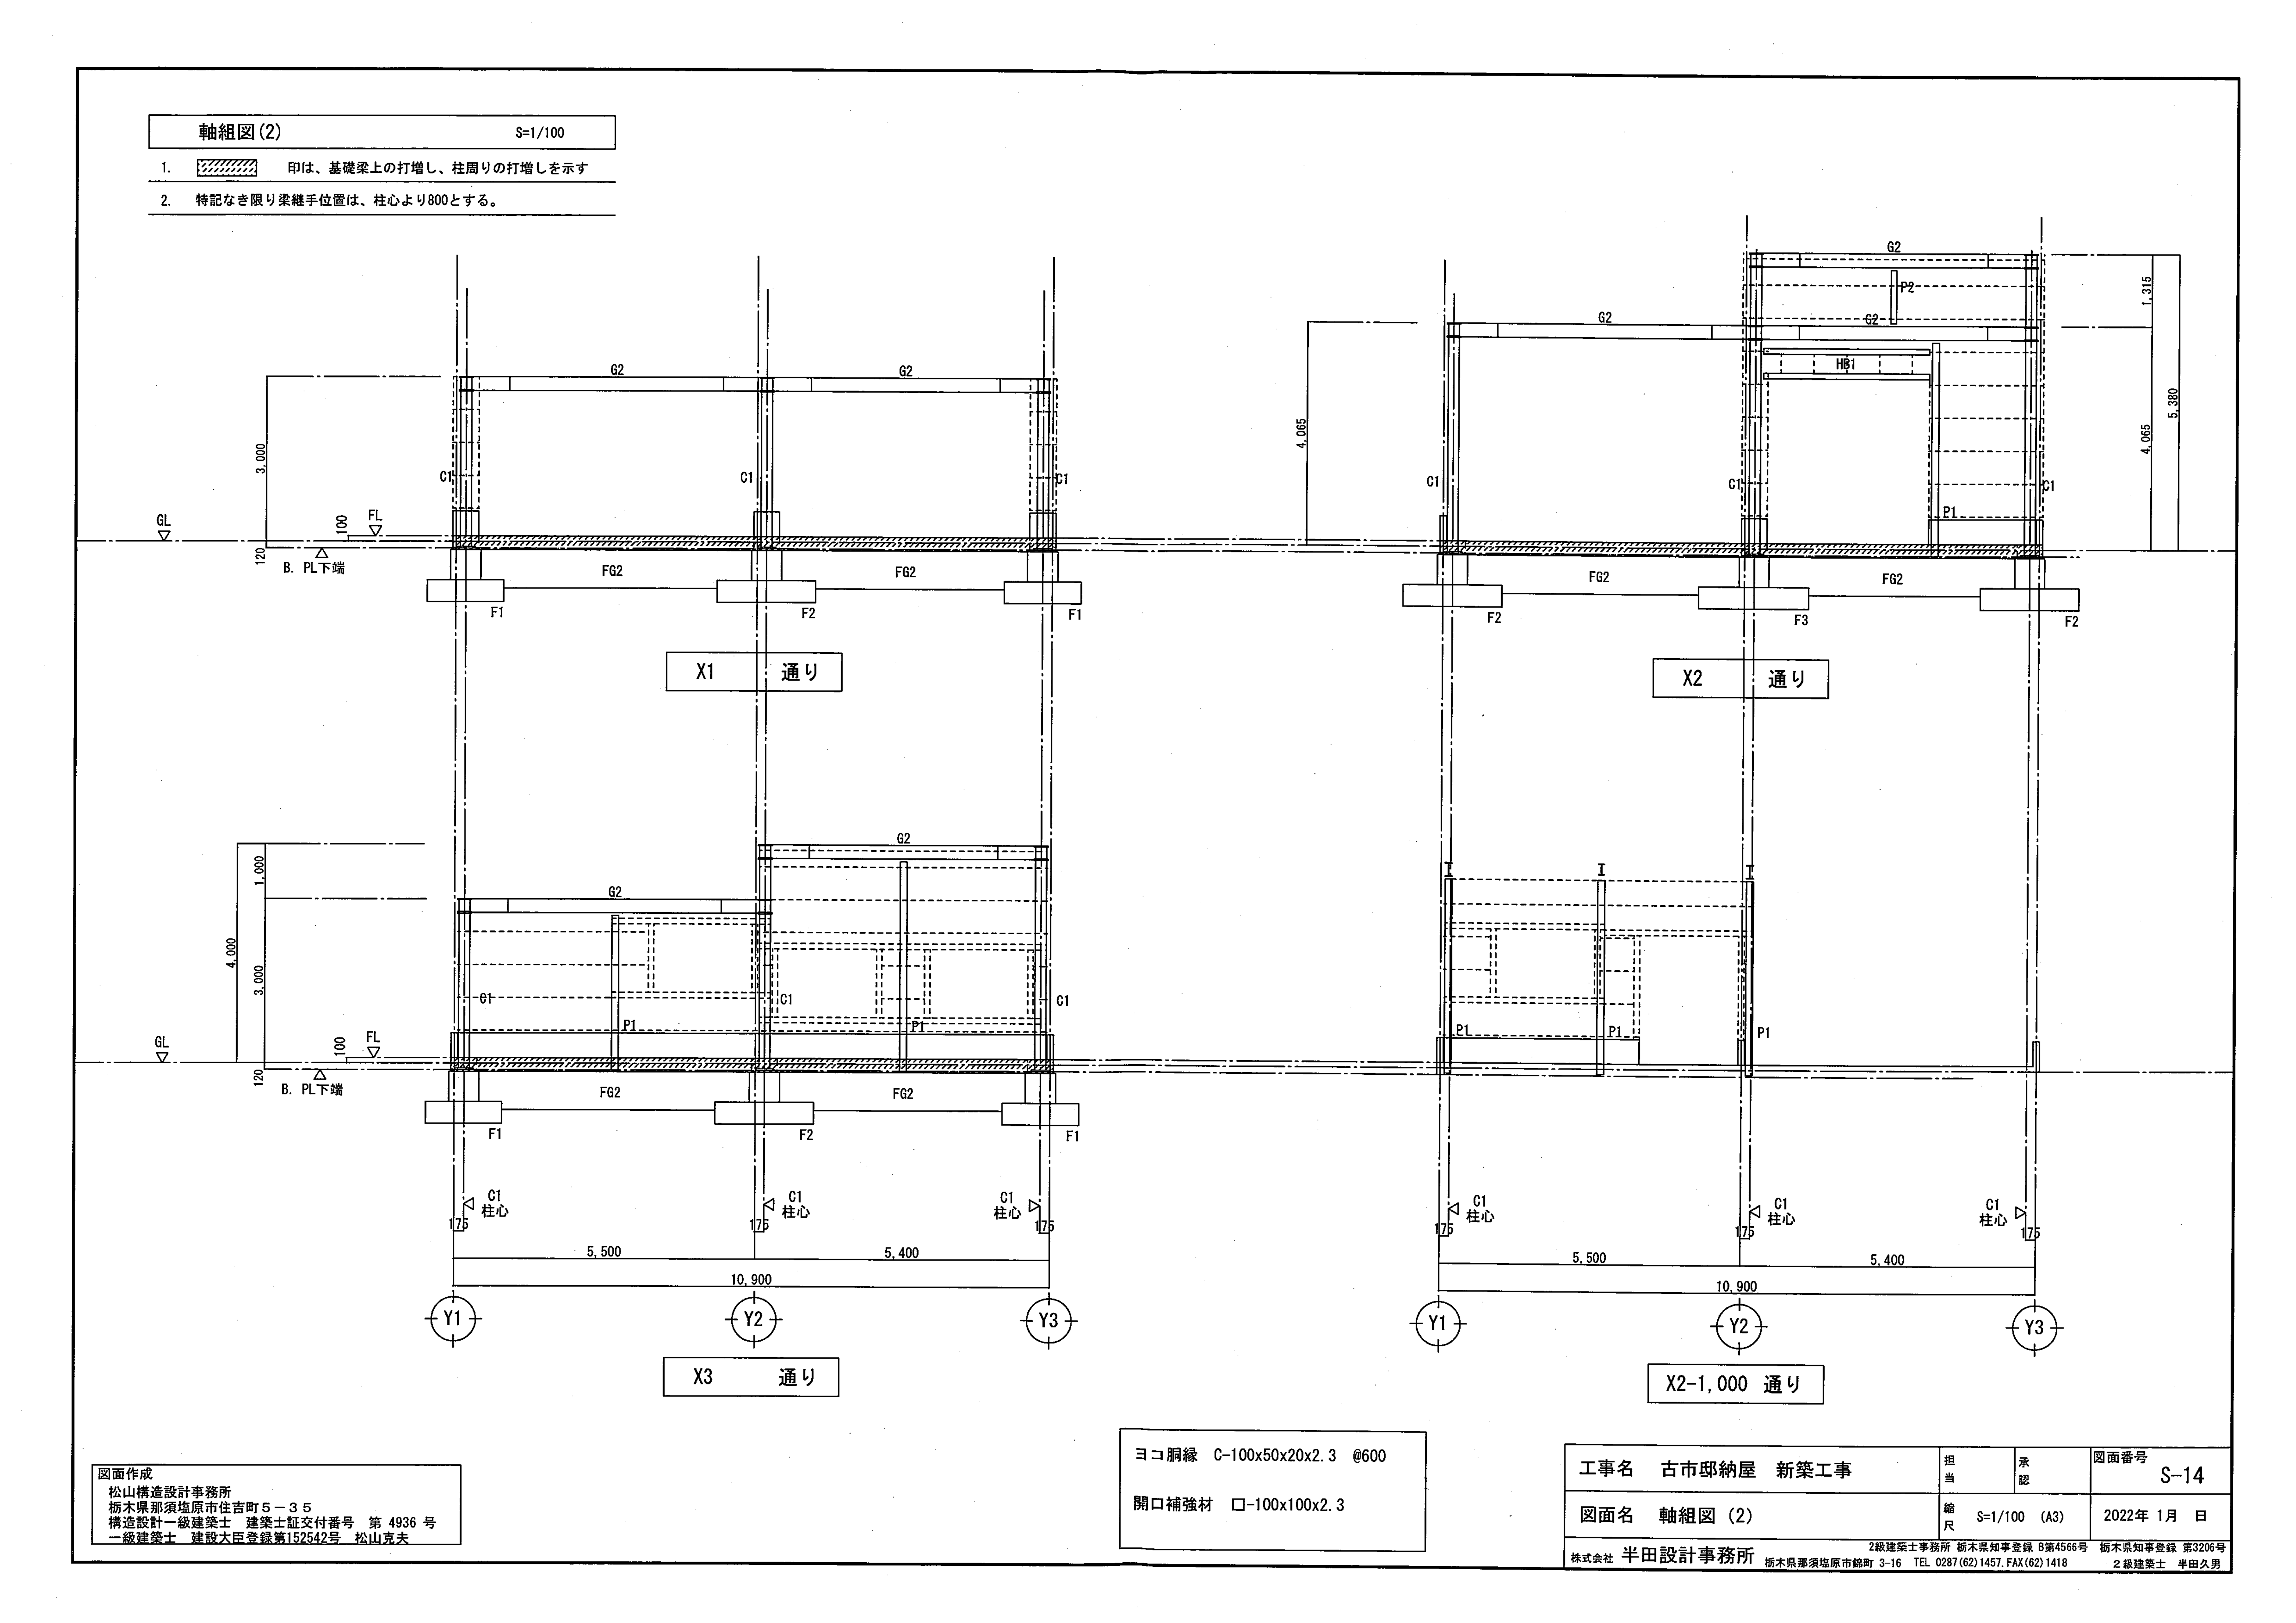 軸組図(2) S=1/100
1. 印は、基礎梁上の打増し、柱周りの打増しを示す
2. 特記なき限り梁継手位置は、柱心より800とする。
G2 G2
3,000
C1 C1 C1
GL
100
FL
120
B. PL下端
FG2 FG2
F1 F2 F1
X1 通り
G2
P2
1,315
G2 G2
HB1
4,065
5,380
4,065
C1 C1 C1
P1
FG2 FG2
F2 F3 F2
X2 通り
G2
G2
1,000
4,000
3,000
C1 C1 C1
P1 P1
GL
100
FL
120
B. PL下端
FG2 FG2
F1 F2 F1
C1 C1 C1
柱心 柱心 柱心
175 175 175
5,500 5,400
10,900
Y1 Y2 Y3
X3 通り
P1 P1 P1
C1 C1 C1
柱心 柱心 柱心
175 175 175
5,500 5,400
10,900
Y1 Y2 Y3
X2-1,000 通り
図面作成
松山構造設計事務所
栃木県那須塩原市住吉町5-35
構造設計一級建築士 建築士証交付番号 第 4936 号
一級建築士 建設大臣登録第152542号 松山克夫
ヨコ胴縁 C-100x50x20x2.3 @600
開口補強材 □-100x100x2.3
工事名 古市邸納屋 新築工事 担当 承認 図面番号 S-14
図面名 軸組図 (2) 縮尺 S=1/100 (A3) 2022年 1月 日
株式会社 半田設計事務所 2級建築士事務所 栃木県知事登録 B第4566号 栃木県知事登録 第3206号
栃木県那須塩原市錦町 3-16 TEL 0287(62)1457.FAX(62)1418 2級建築士 半田久男